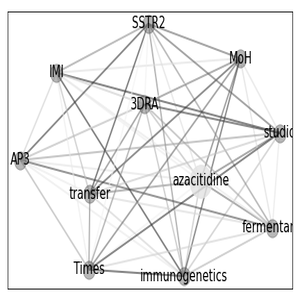 SSTR2
MoH
IMI
3DRA
studio
AP3
azacitidine
transfer
fermentar
Times
immunogenetics